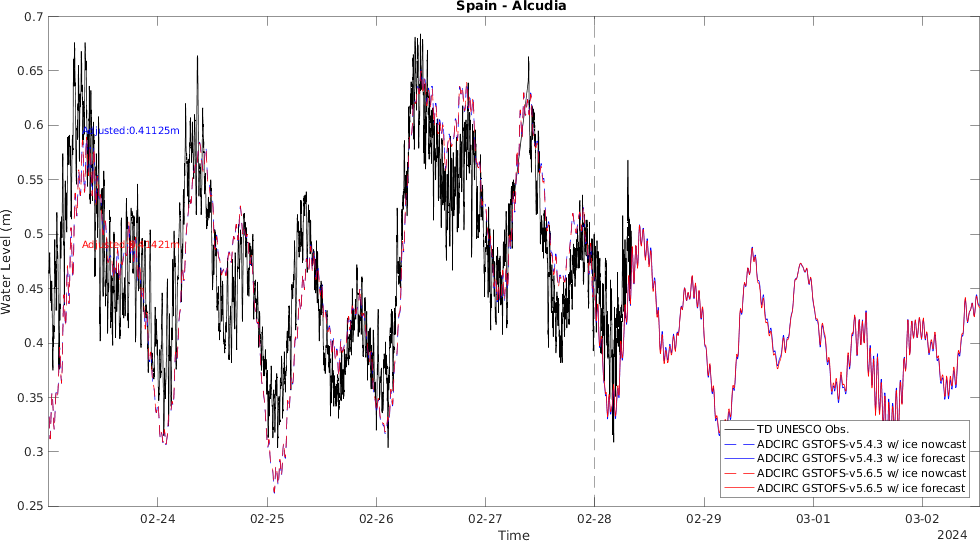 Spain - Alcudia
0.7
0.65
0.6
0.55
0.5
0.45
0.4
0.35
0.3
0.25
Water Level (m)
Adjusted:0.41125m
TD UNESCO Obs.
ADCIRC GSTOFS-v5.4.3 w/ ice nowcast
ADCIRC GSTOFS-v5.4.3 w/ ice forecast
ADCIRC GSTOFS-v5.6.5 w/ ice nowcast
ADCIRC GSTOFS-v5.6.5 w/ ice forecast
02-24 02-25 02-26 02-27 02-28 02-29 03-01 03-02
Time
2024